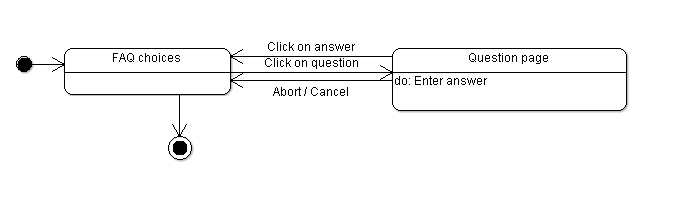 Click on answer
FAQ choices
Click on question
Question page
do: Enter answer
Abort / Cancel